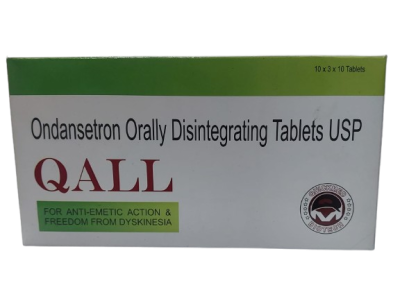 10 x 3 x 10 Tablets
Ondansetron Orally Disintegrating Tablets USP
QALL
FOR ANTI-EMETIC ACTION &
FREEDOM FROM DYSKINESIA